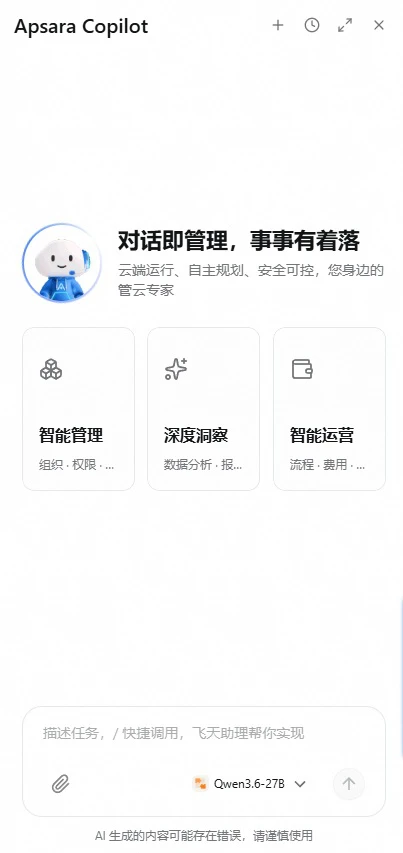 Apsara Copilot
对话即管理，事事有着落
云端运行、自主规划、安全可控，您身边的
管云专家
智能管理
深度洞察
智能运营
组织 · 权限 · ...
数据分析 · 报...
流程 · 费用 · ...
描述任务，/ 快捷调用，飞天助理帮你实现
Qwen3.6-27B
AI 生成的内容可能存在错误，请谨慎使用